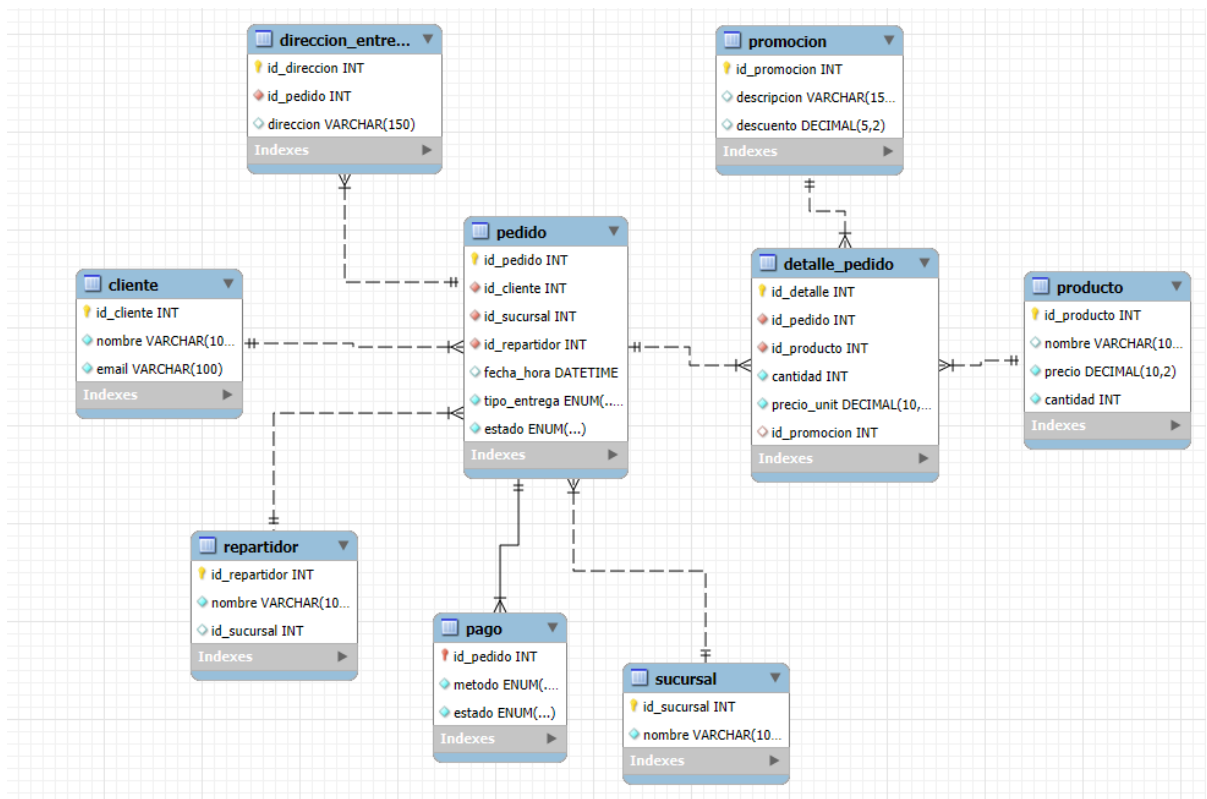 direccion_entre...
id_direccion INT
id_pedido INT
direccion VARCHAR(150)
Indexes
promocion
id_promocion INT
descripcion VARCHAR(15...
descuento DECIMAL(5,2)
Indexes
pedido
id_pedido INT
id_cliente INT
id_sucursal INT
id_repartidor INT
fecha_hora DATETIME
tipo_entrega ENUM(.....
estado ENUM(...)
Indexes
detalle_pedido
id_detalle INT
id_pedido INT
id_producto INT
cantidad INT
precio_unit DECIMAL(10,...
id_promocion INT
Indexes
cliente
id_cliente INT
nombre VARCHAR(10...
email VARCHAR(100)
Indexes
producto
id_producto INT
nombre VARCHAR(10...
precio DECIMAL(10,2)
cantidad INT
Indexes
repartidor
id_repartidor INT
nombre VARCHAR(10...
id_sucursal INT
Indexes
pago
id_pedido INT
metodo ENUM(....
estado ENUM(...)
Indexes
sucursal
id_sucursal INT
nombre VARCHAR(10...
Indexes